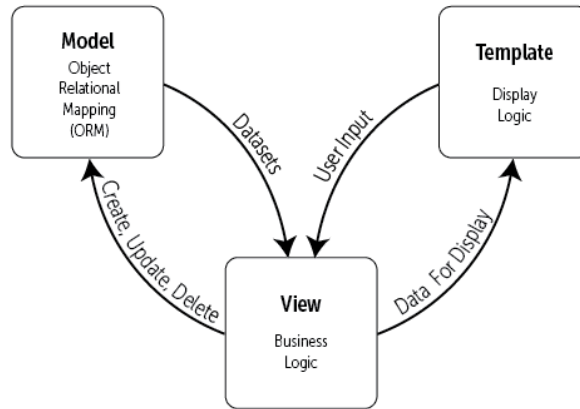 Model
Object
Relational
Mapping
(ORM)
Template
Display
Logic
Datasets
User Input
Create, Update, Delete
Data For Display
View
Business
Logic